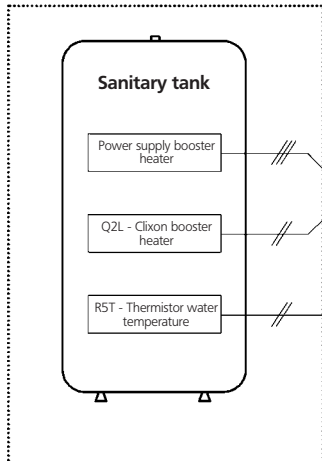 Sanitary tank
Power supply booster
heater
Q2L - Clixon booster
heater
R5T - Thermistor water
temperature